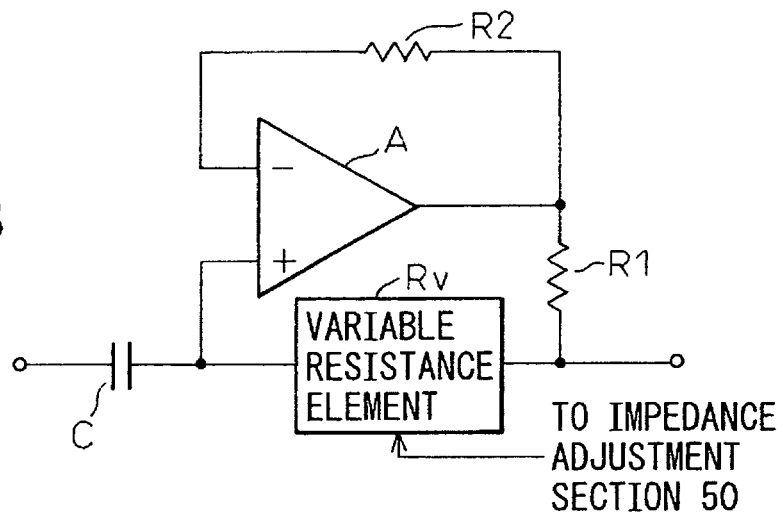 R2
A
−
+
R1
Rv
VARIABLE
RESISTANCE
ELEMENT
C
TO IMPEDANCE
ADJUSTMENT
SECTION 50